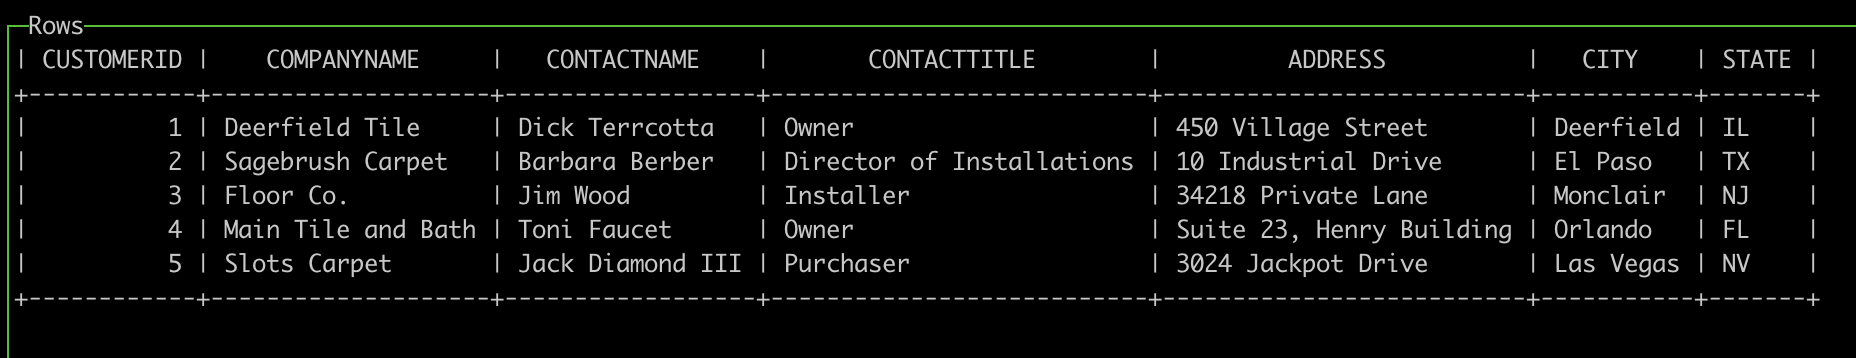 Rows
| CUSTOMERID |    COMPANYNAME     |   CONTACTNAME    |       CONTACTTITLE        |         ADDRESS          |   CITY    | STATE |
+------------+--------------------+------------------+---------------------------+--------------------------+-----------+-------+
|          1 | Deerfield Tile     | Dick Terrcotta   | Owner                     | 450 Village Street       | Deerfield | IL    |
|          2 | Sagebrush Carpet   | Barbara Berber   | Director of Installations | 10 Industrial Drive      | El Paso   | TX    |
|          3 | Floor Co.          | Jim Wood         | Installer                 | 34218 Private Lane       | Monclair  | NJ    |
|          4 | Main Tile and Bath | Toni Faucet      | Owner                     | Suite 23, Henry Building | Orlando   | FL    |
|          5 | Slots Carpet       | Jack Diamond III | Purchaser                 | 3024 Jackpot Drive       | Las Vegas | NV    |
+------------+--------------------+------------------+---------------------------+--------------------------+-----------+-------+